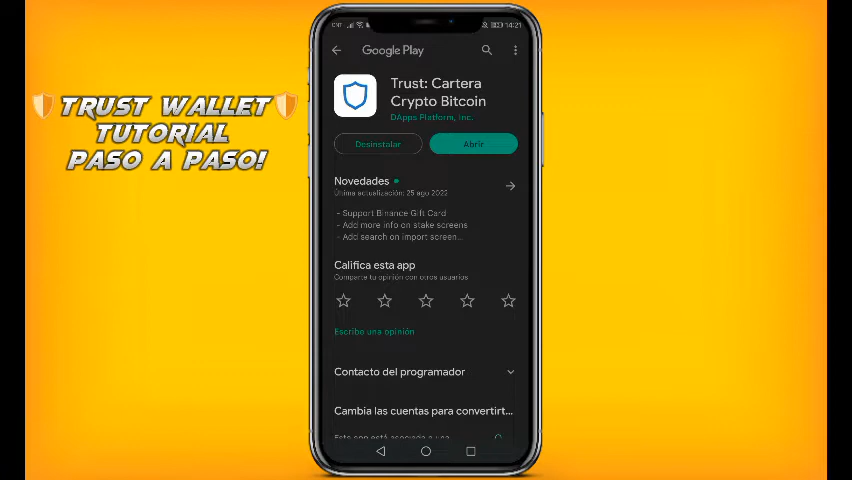 TRUST WALLET
TUTORIAL
PASO A PASO!
14:21
Google Play
Trust: Cartera
Crypto Bitcoin
DApps Platform, Inc.
Desinstalar
Abrir
Novedades
Última actualización: 25 ago 2022
- Support Binance Gift Card
- Add more info on stake screens
- Add search on import screen...
Califica esta app
Comparte tu opinión con otros usuarios
Escribe una opinión
Contacto del programador
Cambia las cuentas para convertirt...